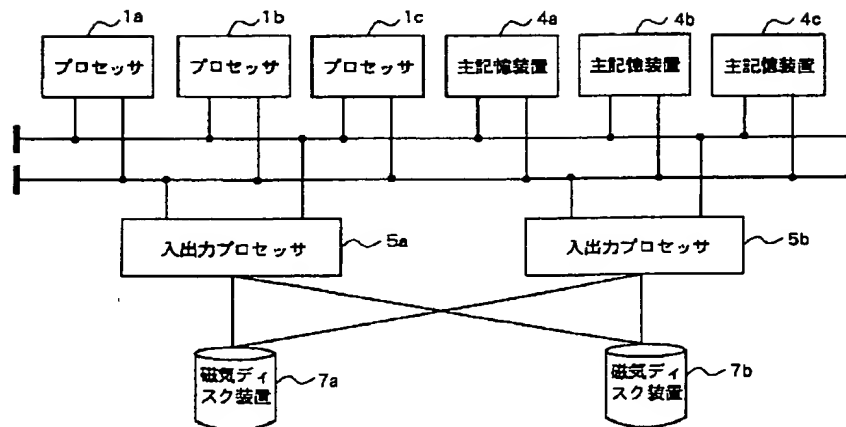 1a
1b
1c
4a
4b
4c
プロセッサ
プロセッサ
プロセッサ
主記憶装置
主記憶装置
主記憶装置
入出力プロセッサ
5a
入出力プロセッサ
5b
磁気ディ
スク装置
7a
磁気ディ
スク装置
7b